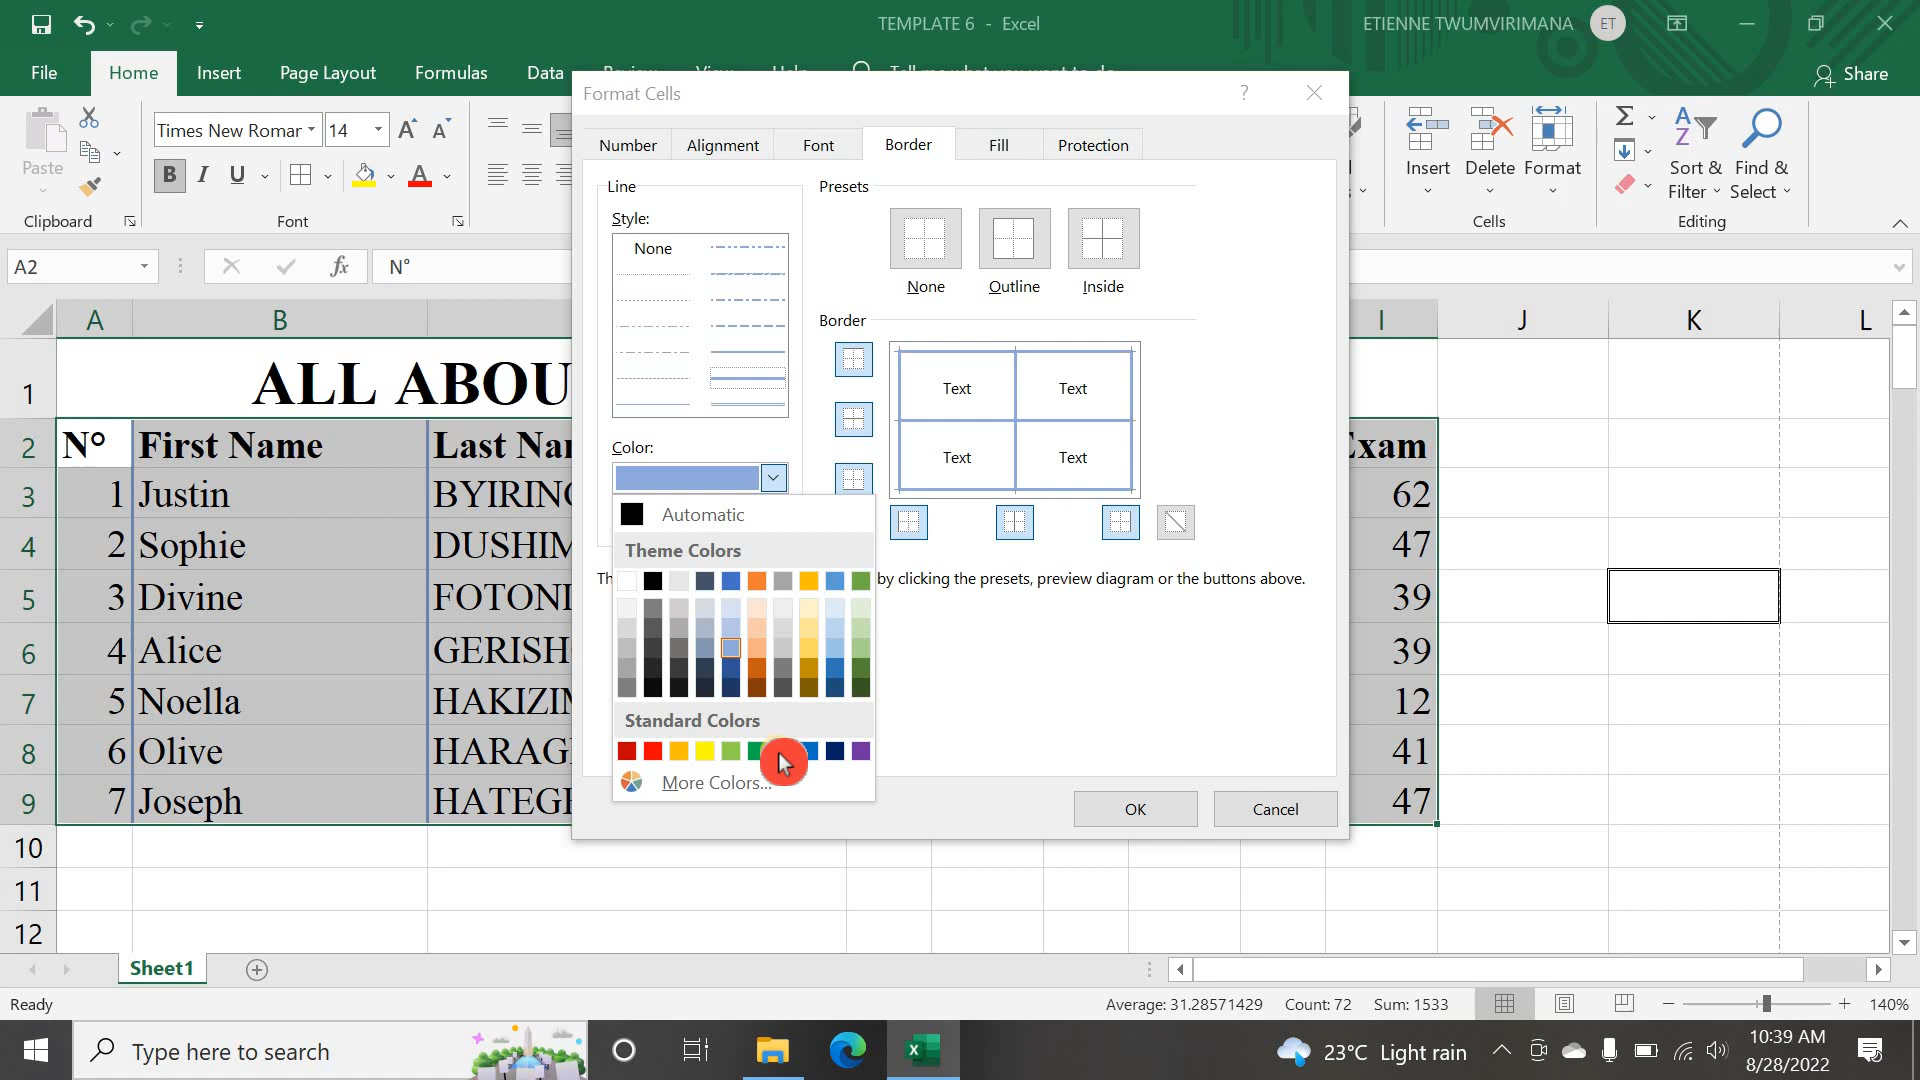 TEMPLATE 6 - Excel
ETIENNE TWUMVIRIMANA ET
File Home Insert Page Layout Formulas Data
Share
Paste
Clipboard
Times New Romar 14
B I U A
Font
Insert Delete Format
Cells
Sort & Filter
Find & Select
Editing
A2 fx N°
Format Cells
Number Alignment Font Border Fill Protection
Line
Style:
None
Color:
Automatic
Theme Colors
Standard Colors
More Colors...
Presets
None Outline Inside
Border
Text Text
Text Text
by clicking the presets, preview diagram or the buttons above.
OK Cancel
A B I J K L
1 ALL ABOU
2 N° First Name Last Na Exam
3 1 Justin BYIRIN 62
4 2 Sophie DUSHIM 47
5 3 Divine FOTON 39
6 4 Alice GERISH 39
7 5 Noella HAKIZI 12
8 6 Olive HARAG 41
9 7 Joseph HATEG 47
10
11
12
Sheet1
Ready
Average: 31.28571429 Count: 72 Sum: 1533
140%
Type here to search
23°C Light rain
10:39 AM
8/28/2022